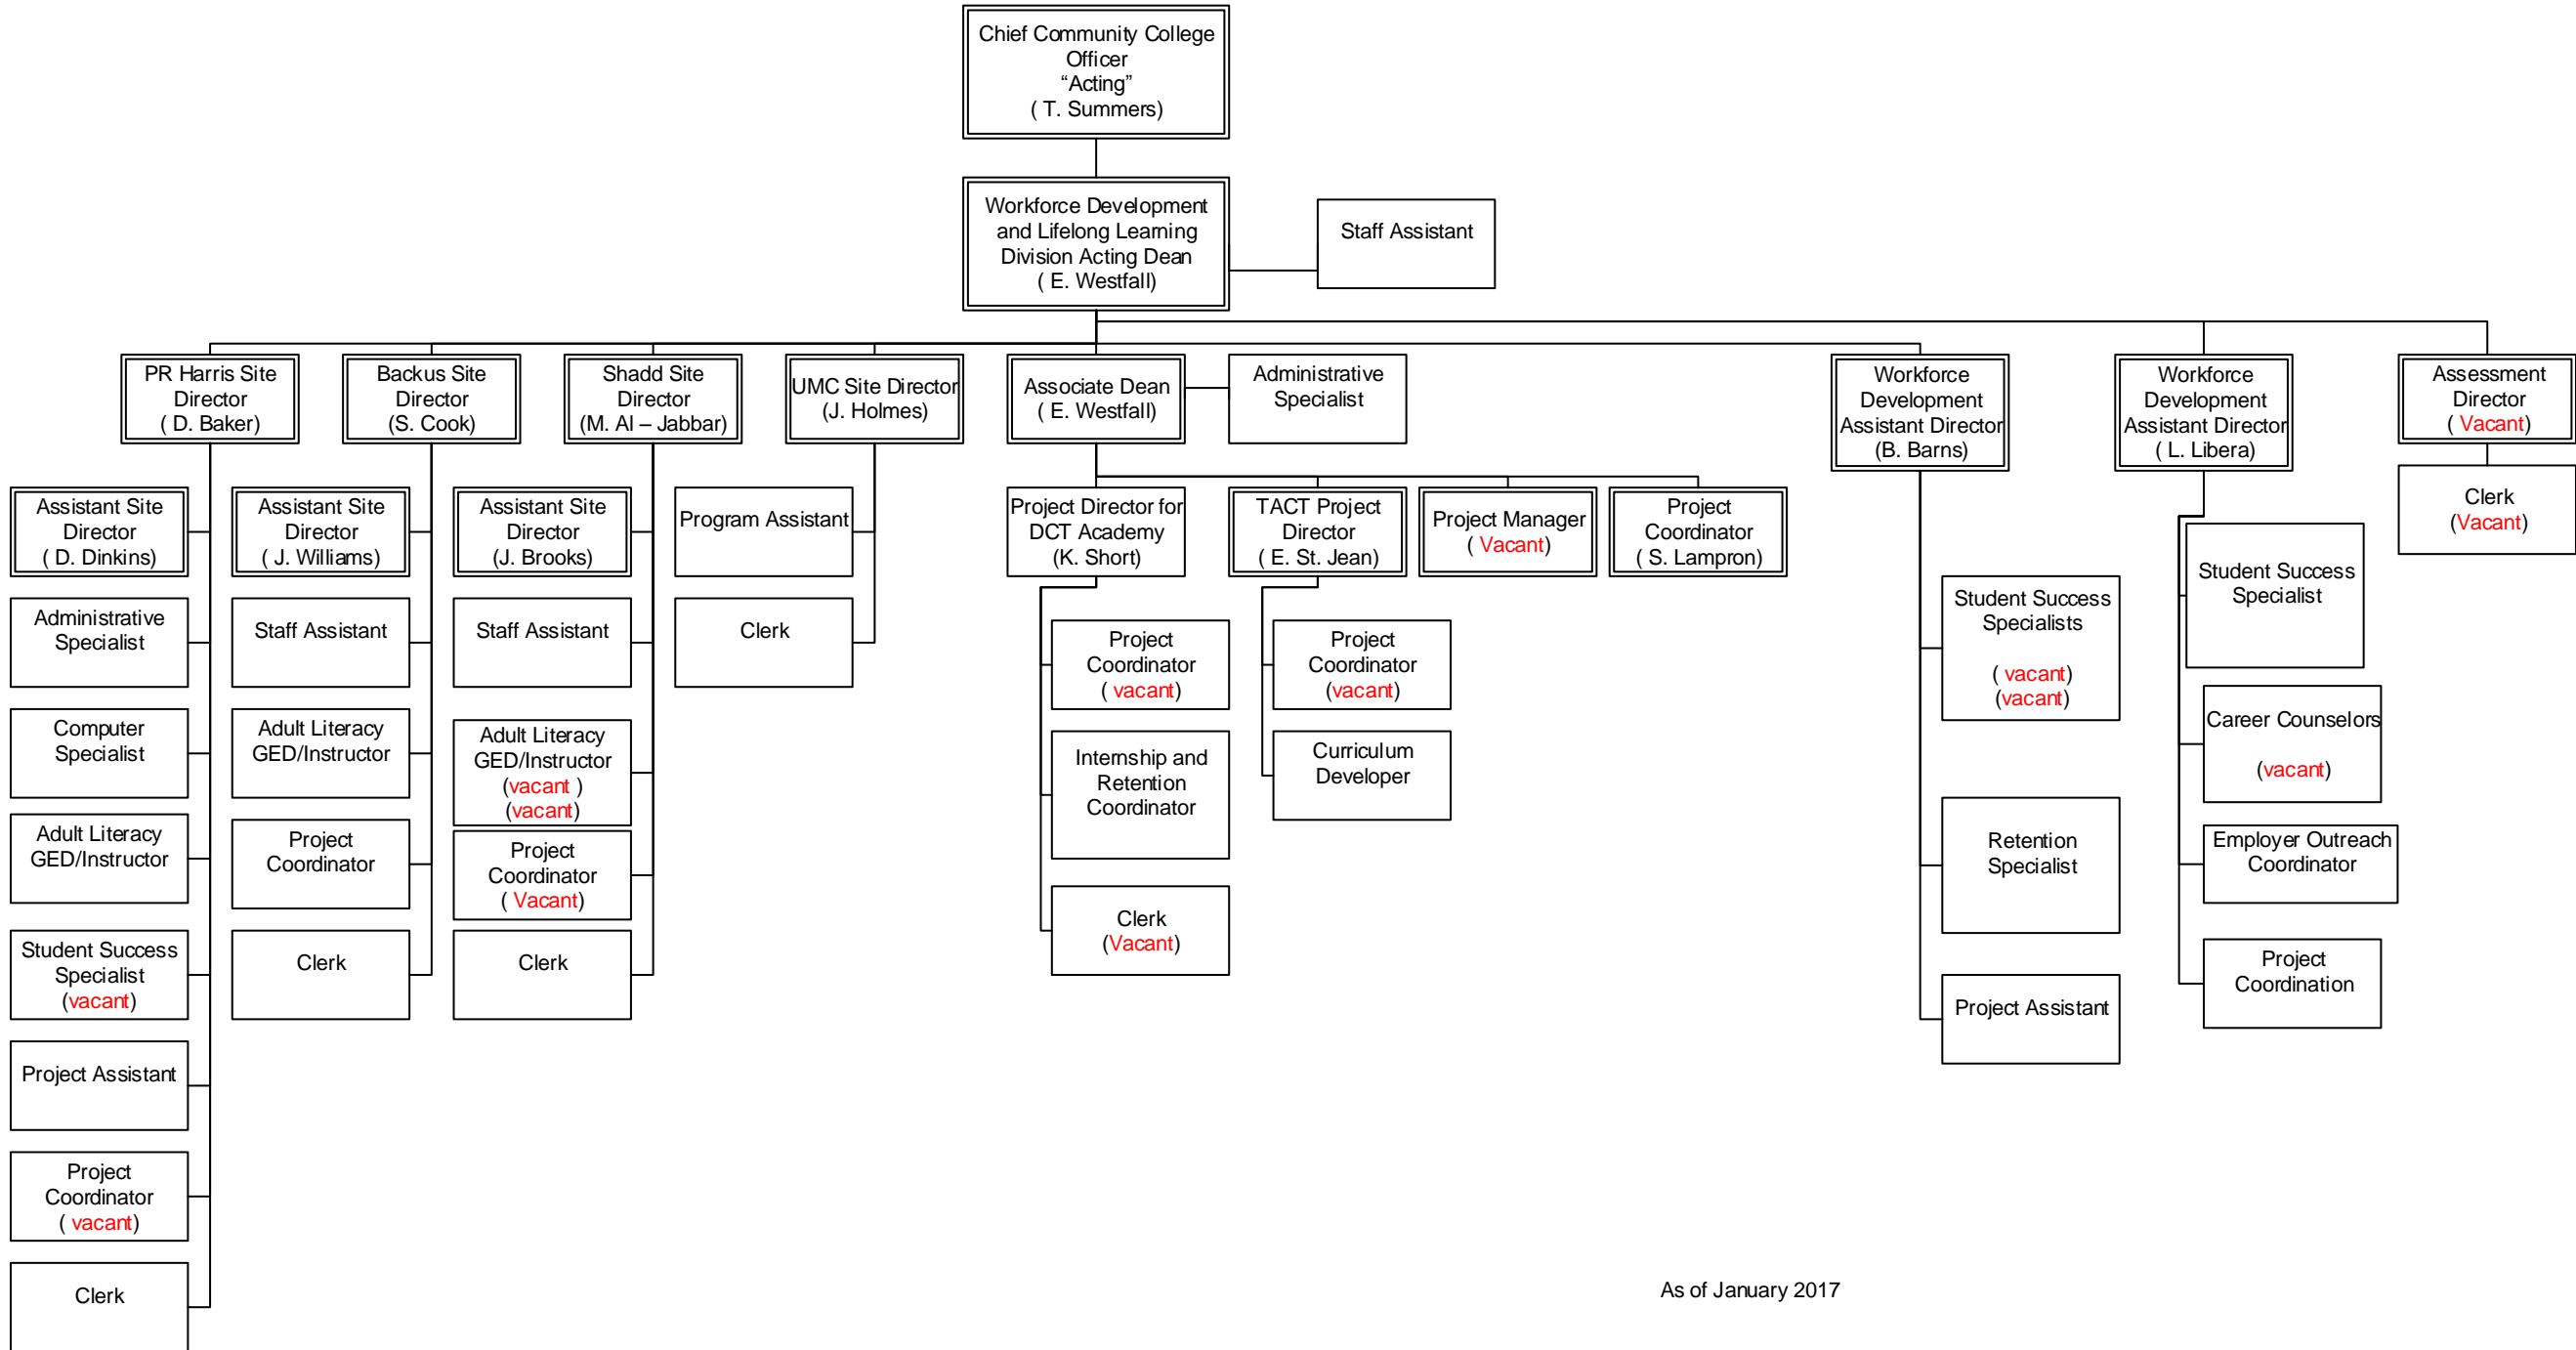 Chief Community College
Officer
“Acting”
( T. Summers)
Workforce Development
and Lifelong Learning
Division Acting Dean
( E. Westfall)
Staff Assistant
PR Harris Site
Director
( D. Baker)
Backus Site
Director
(S. Cook)
Shadd Site
Director
(M. Al – Jabbar)
UMC Site Director
(J. Holmes)
Associate Dean
( E. Westfall)
Administrative
Specialist
Workforce
Development
Assistant Director
(B. Barns)
Workforce
Development
Assistant Director
( L. Libera)
Assessment
Director
( Vacant)
Assistant Site
Director
( D. Dinkins)
Administrative
Specialist
Computer
Specialist
Adult Literacy
GED/Instructor
Student Success
Specialist
(vacant)
Project Assistant
Project
Coordinator
( vacant)
Clerk
Assistant Site
Director
( J. Williams)
Staff Assistant
Adult Literacy
GED/Instructor
Project
Coordinator
Clerk
Assistant Site
Director
(J. Brooks)
Staff Assistant
Adult Literacy
GED/Instructor
(vacant )
(vacant)
Project
Coordinator
( Vacant)
Clerk
Program Assistant
Clerk
Project Director for
DCT Academy
(K. Short)
Project
Coordinator
( vacant)
Internship and
Retention
Coordinator
Clerk
(Vacant)
TACT Project
Director
( E. St. Jean)
Project
Coordinator
(vacant)
Curriculum
Developer
Project Manager
( Vacant)
Project
Coordinator
( S. Lampron)
Student Success
Specialists
( vacant)
(vacant)
Retention
Specialist
Project Assistant
Student Success
Specialist
Career Counselors
(vacant)
Employer Outreach
Coordinator
Project
Coordination
Clerk
(Vacant)
As of January 2017